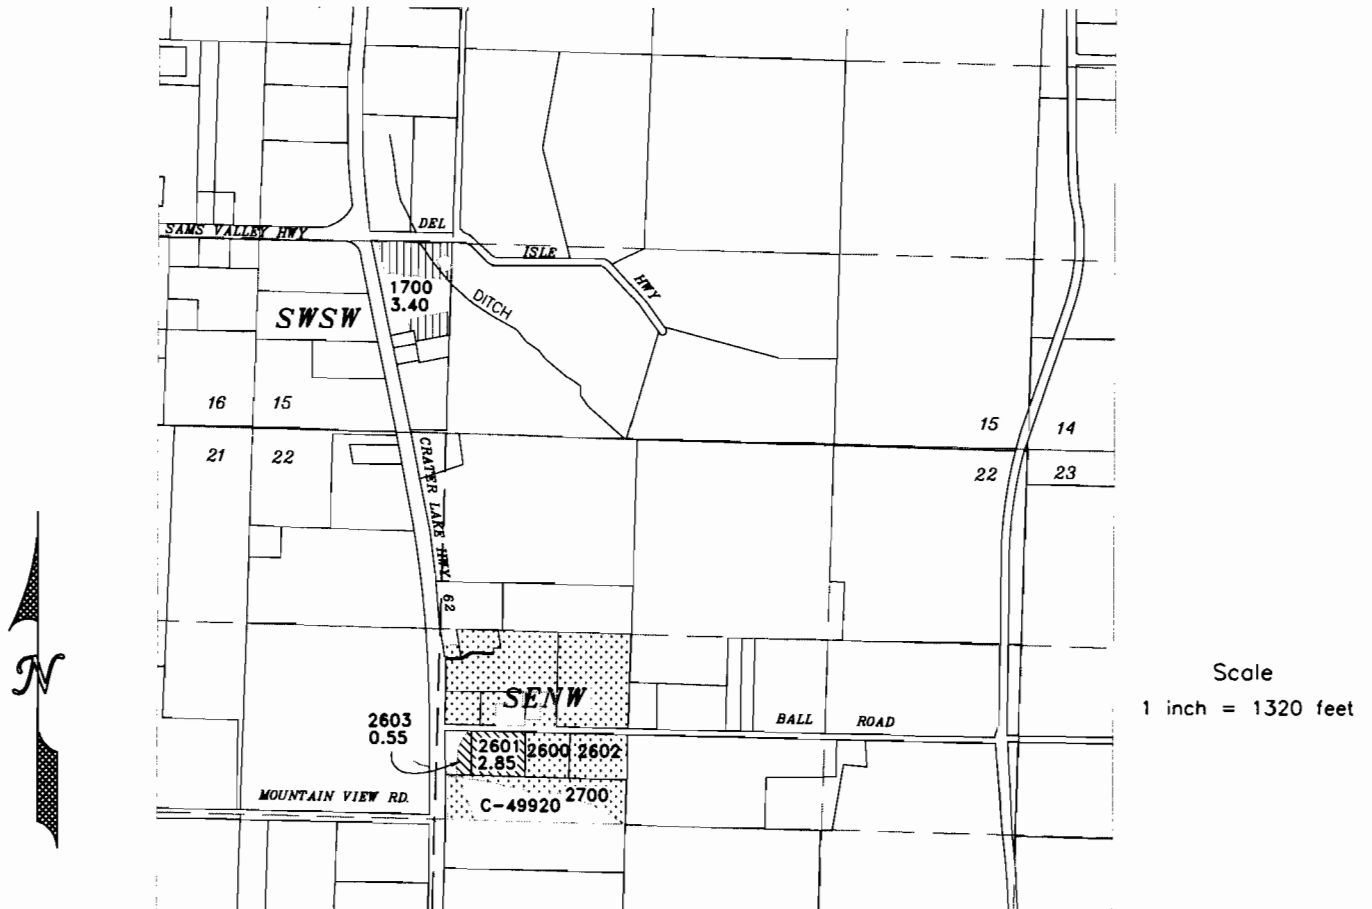 DEL
SAMS VALLEY HWY
ISLE
HWY
1700
3.40
DITCH
SWSW
16 15
15 14
21 22
22 23
CRATER LAKE HWY
62
N
SENW
Scale
1 inch = 1320 feet
2603
0.55
BALL ROAD
2601
2.85
2600
2602
MOUNTAIN VIEW RD.
2700
C-49920